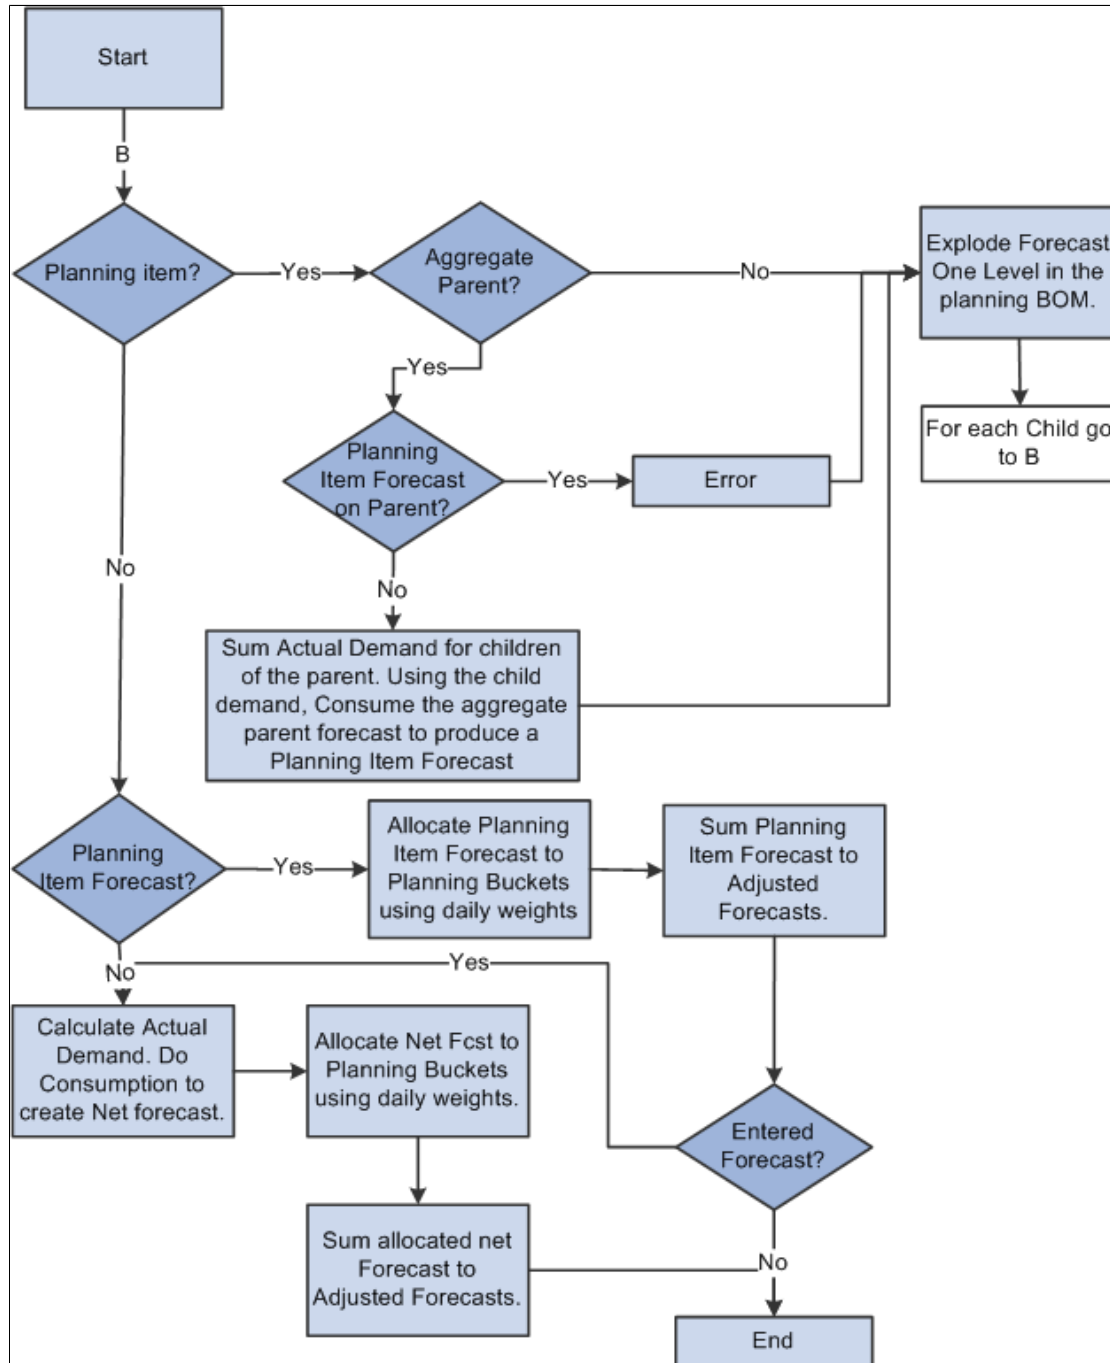 Start
B
Planning item?
Yes
Aggregate
Parent?
No
Explode Forecast
One Level in the
planning BOM.
Yes
For each Child go
to B
Planning
Item Forecast
on Parent?
Yes
Error
No
No
Sum Actual Demand for children
of the parent. Using the child
demand, Consume the aggregate
parent forecast to produce a
Planning Item Forecast
Planning
Item Forecast?
Yes
Allocate Planning
Item Forecast to
Planning Buckets
using daily weights
Sum Planning
Item Forecast to
Adjusted
Forecasts.
No
Yes
Calculate Actual
Demand. Do
Consumption to
create Net forecast.
Allocate Net Fcst to
Planning Buckets
using daily weights.
Entered
Forecast?
Sum allocated net
Forecast to
Adjusted Forecasts.
No
End